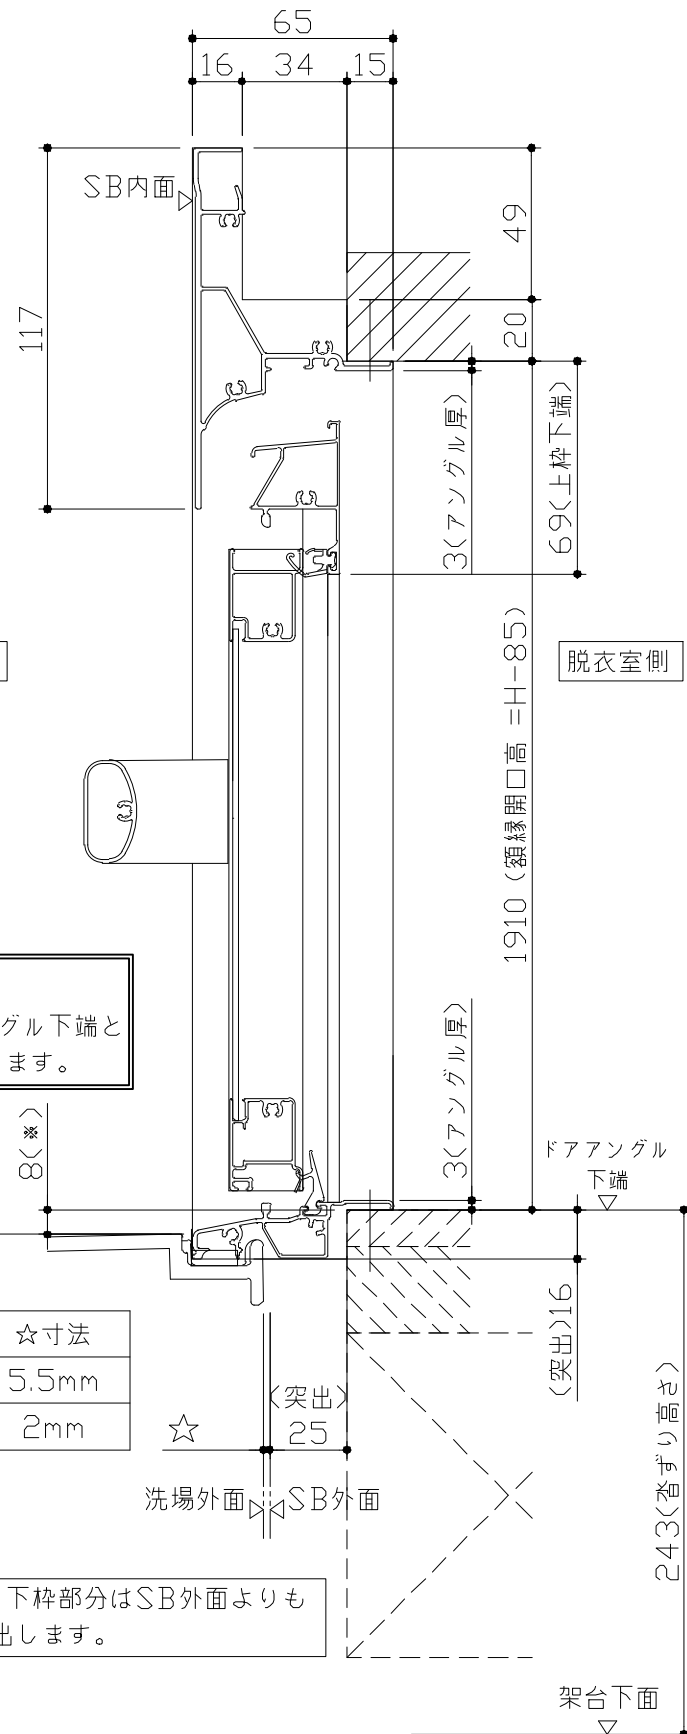 65
16
34
15
SB内面
117
49
20
3(アングル厚)
69(上枠下端)
1910(額縁開口高 =H-85)
脱衣室側
グル下端と
ます。
8(※)
3(アングル厚)
ドアアングル
下端
(突出)16
☆寸法
5.5mm
2mm
☆
(突出)
25
洗場外面
SB外面
243(沓ずり高さ)
下枠部分はSB外面よりも
出します。
架台下面